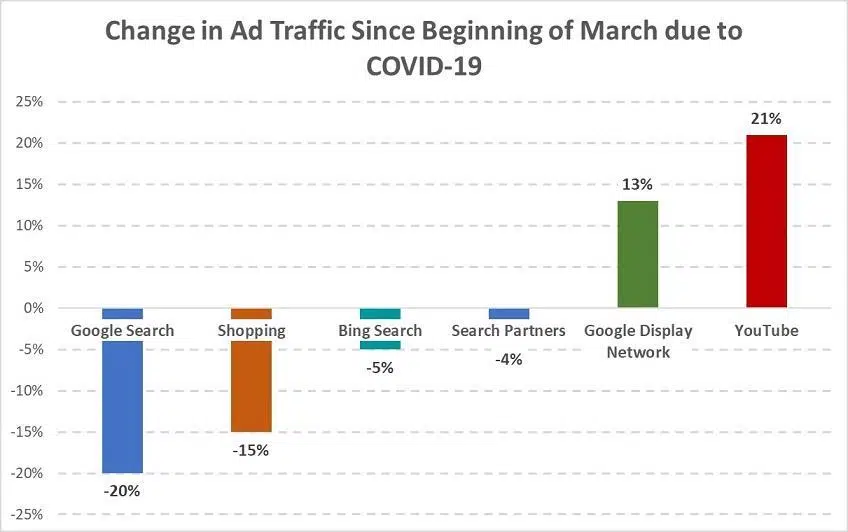 Change in Ad Traffic Since Beginning of March due to
COVID-19
25%
20%
15%
10%
5%
0%
-5%
-10%
-15%
-20%
-25%
21%
13%
Google Search
Shopping
Bing Search
Search Partners
Google Display
Network
YouTube
-5%
-4%
-15%
-20%